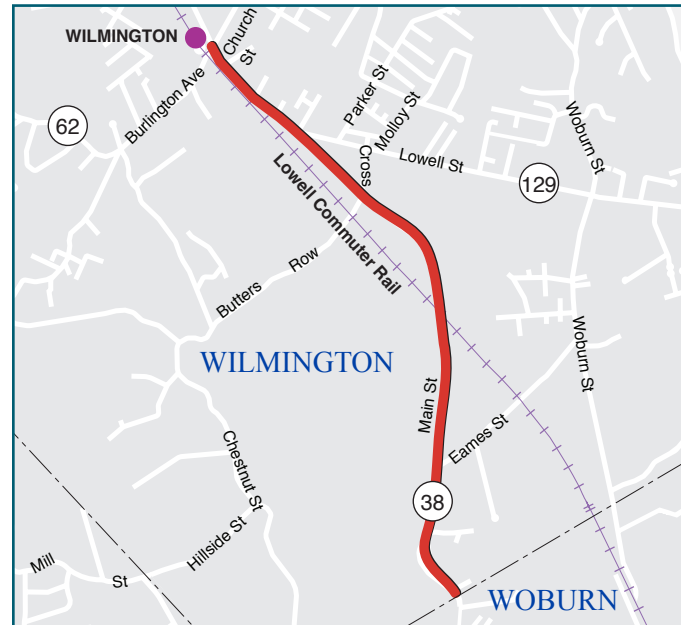 WILMINGTON
Church
St
Burlington Ave
62
Parker St
Molloy St
Woburn St
Cross
Lowell St
129
Lowell Commuter Rail
Butters Row
WILMINGTON
Woburn St
Main St
Eames St
Chestnut St
38
Hillside St
Mill
St
WOBURN